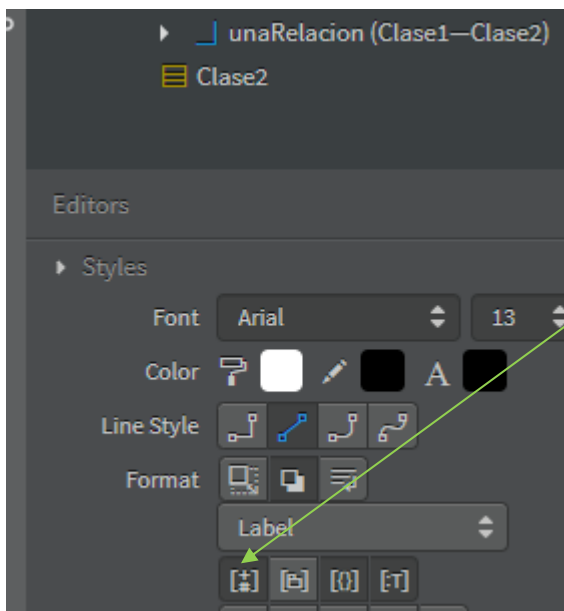 unaRelacion (Clase1—Clase2)
Clase2
Editors
Styles
Font Arial 13
Color A
Line Style
Format
Label
[‡] [B] [{}] [:T]